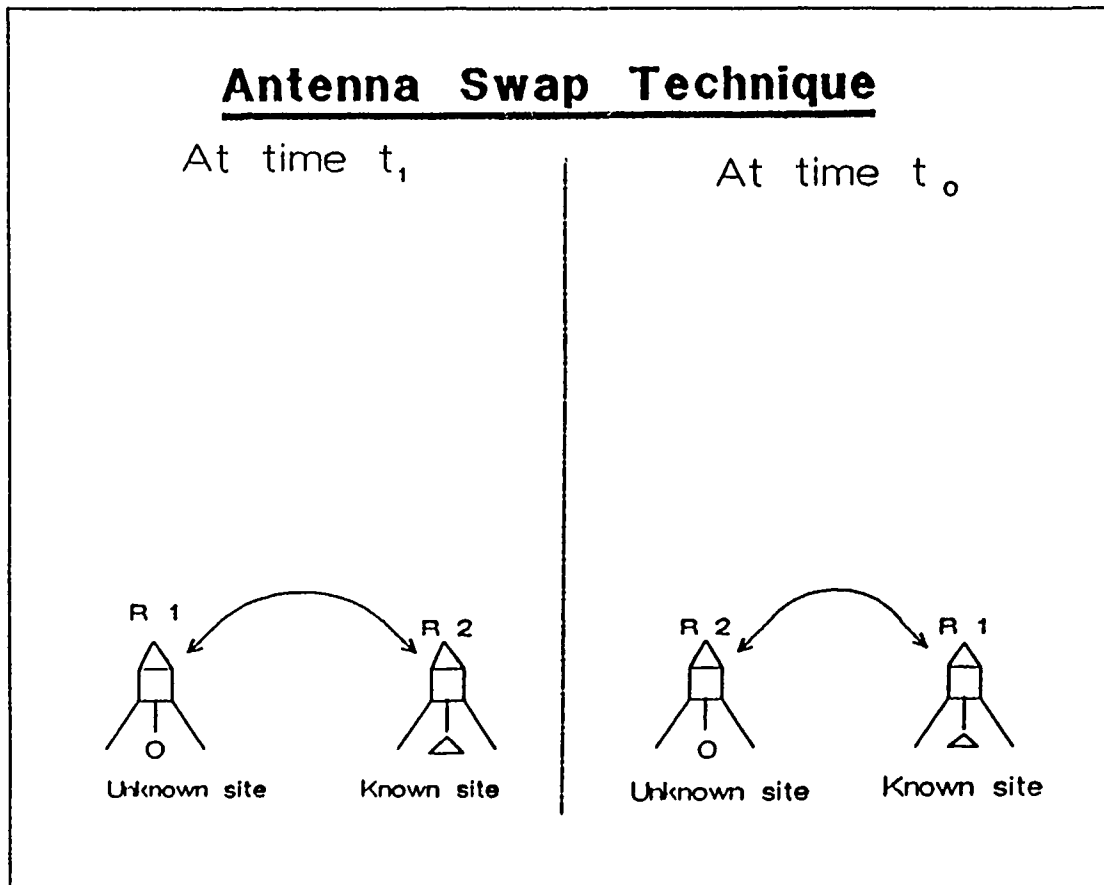 Antenna Swap Technique
At time t₁
At time t₀
R 1
R 2
R 2
R 1
Unknown site
Known site
Unknown site
Known site